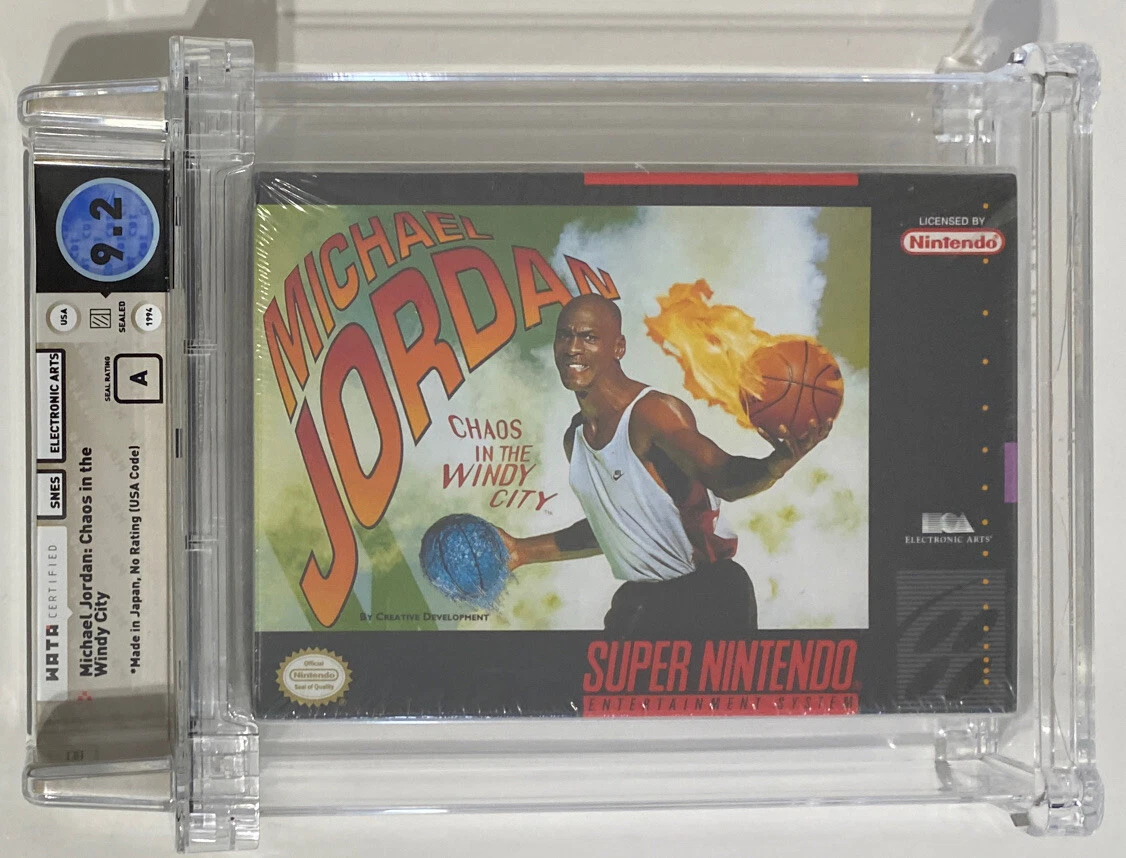 9.2
USA
SEALED
1994
SNES
ELECTRONIC ARTS
SEAL RATING
A
WATA CERTIFIED
Michael Jordan: Chaos in the
Windy City
*Made in Japan, No Rating (USA Code)
MICHAEL
JORDAN
CHAOS
IN THE
WINDY
CITY™
BY CREATIVE DEVELOPMENT
LICENSED BY
Nintendo®
EA
ELECTRONIC ARTS®
Official
Nintendo
Seal of Quality
SUPER NINTENDO®
ENTERTAINMENT SYSTEM